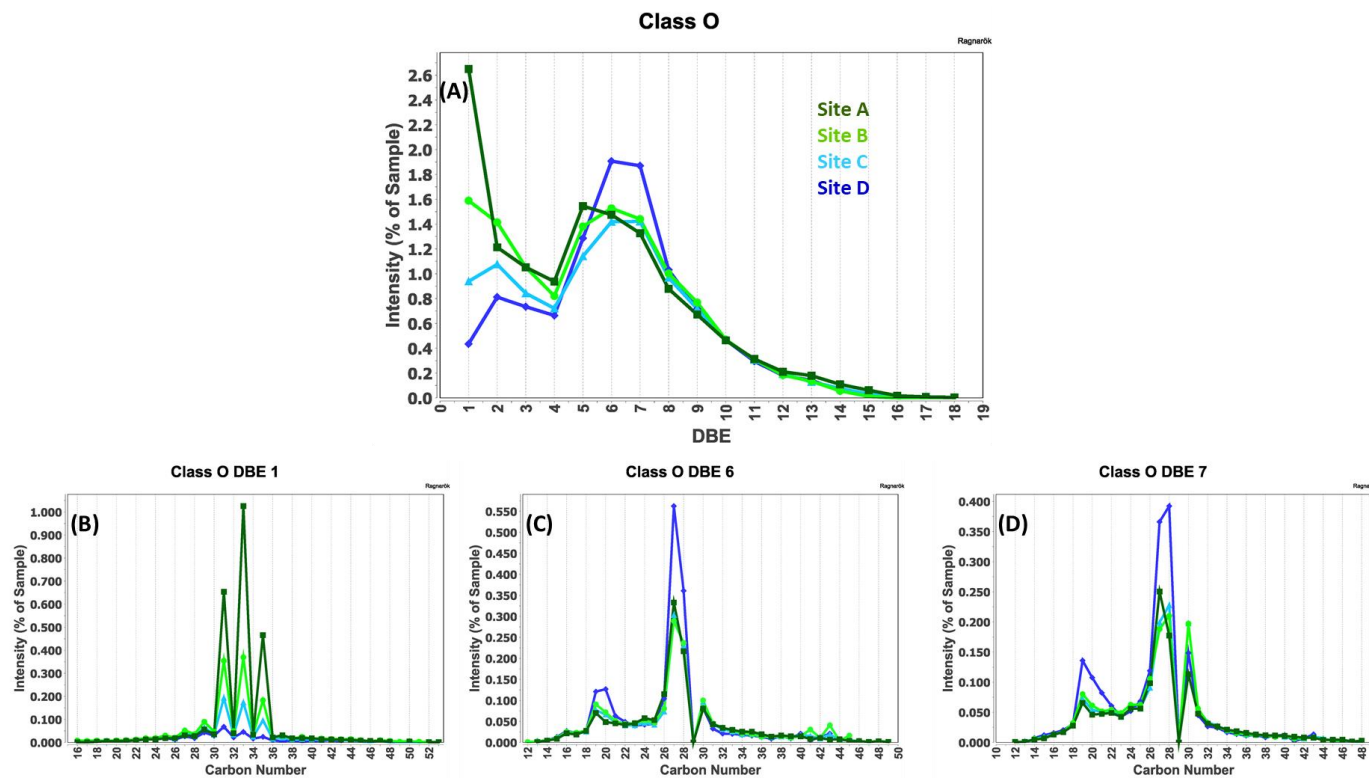 Class O
Ragnarök
(A)
Site A
Site B
Site C
Site D
Intensity (% of Sample)
2.6
2.4
2.2
2.0
1.8
1.6
1.4
1.2
1.0
0.8
0.6
0.4
0.2
0.0
0 1 2 3 4 5 6 7 8 9 10 11 12 13 14 15 16 17 18 19
DBE
Class O DBE 1
Ragnarök
(B)
Intensity (% of Sample)
1.000
0.900
0.800
0.700
0.600
0.500
0.400
0.300
0.200
0.100
0.000
16 18 20 22 24 26 28 30 32 34 36 38 40 42 44 46 48 50 52
Carbon Number
Class O DBE 6
Ragnarök
(C)
Intensity (% of Sample)
0.550
0.500
0.450
0.400
0.350
0.300
0.250
0.200
0.150
0.100
0.050
0.000
12 14 16 18 20 22 24 26 28 30 32 34 36 38 40 42 44 46 48 50
Carbon Number
Class O DBE 7
(D)
Intensity (% of Sample)
0.400
0.350
0.300
0.250
0.200
0.150
0.100
0.050
0.000
10 12 14 16 18 20 22 24 26 28 30 32 34 36 38 40 42 44 46 48
Carbon Number